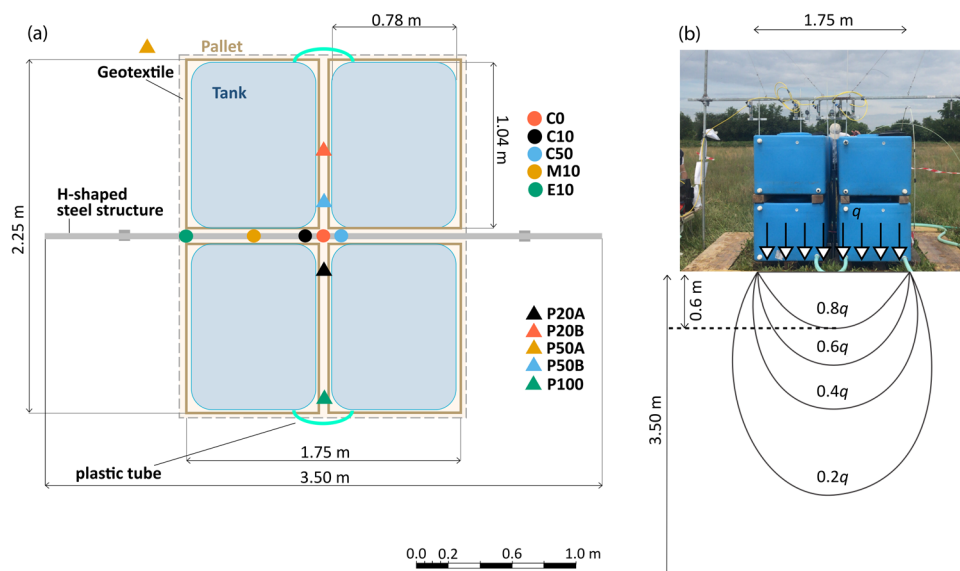 (a)
Pallet
Geotextile
Tank
0.78 m
1.04 m
C0
C10
C50
M10
E10
H-shaped
steel structure
2.25 m
P20A
P20B
P50A
P50B
P100
plastic tube
1.75 m
3.50 m
0.0 0.2 0.6 1.0 m
(b)
1.75 m
q
0.6 m
0.8q
0.6q
0.4q
0.2q
3.50 m